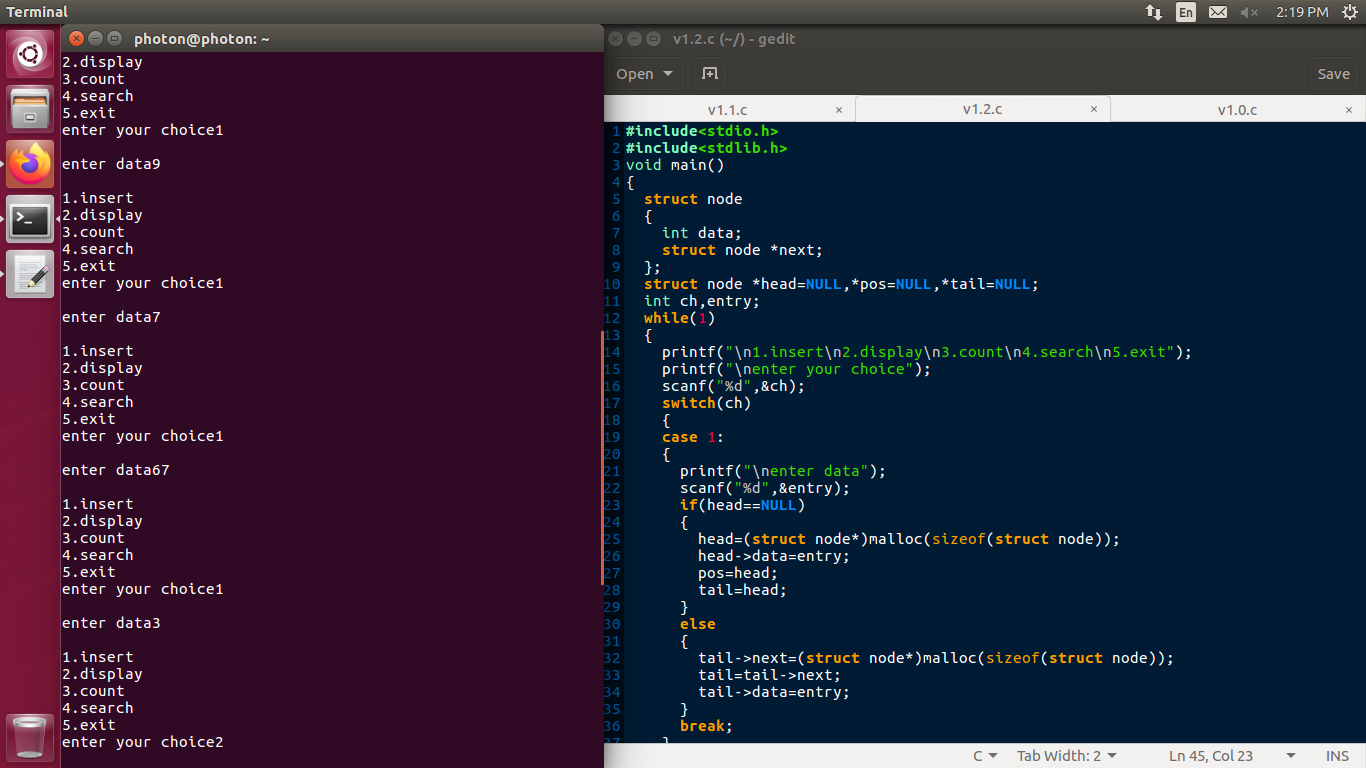 Terminal
En
2:19 PM
photon@photon: ~
2.display
3.count
4.search
5.exit
enter your choice1
enter data9
1.insert
2.display
3.count
4.search
5.exit
enter your choice1
enter data7
1.insert
2.display
3.count
4.search
5.exit
enter your choice1
enter data67
1.insert
2.display
3.count
4.search
5.exit
enter your choice1
enter data3
1.insert
2.display
3.count
4.search
5.exit
enter your choice2
v1.2.c (~/) - gedit
Open
Save
v1.1.c
v1.2.c
v1.0.c
1 #include<stdio.h>
2 #include<stdlib.h>
3 void main()
4 {
5 struct node
6 {
7 int data;
8 struct node *next;
9 };
10 struct node *head=NULL,*pos=NULL,*tail=NULL;
11 int ch,entry;
12 while(1)
13 {
14 printf("\n1.insert\n2.display\n3.count\n4.search\n5.exit");
15 printf("\nenter your choice");
16 scanf("%d",&ch);
17 switch(ch)
18 {
19 case 1:
20 {
21 printf("\nenter data");
22 scanf("%d",&entry);
23 if(head==NULL)
24 {
25 head=(struct node*)malloc(sizeof(struct node));
26 head->data=entry;
27 pos=head;
28 tail=head;
29 }
30 else
31 {
32 tail->next=(struct node*)malloc(sizeof(struct node));
33 tail=tail->next;
34 tail->data=entry;
35 }
36 break;
37 }
C
Tab Width: 2
Ln 45, Col 23
INS